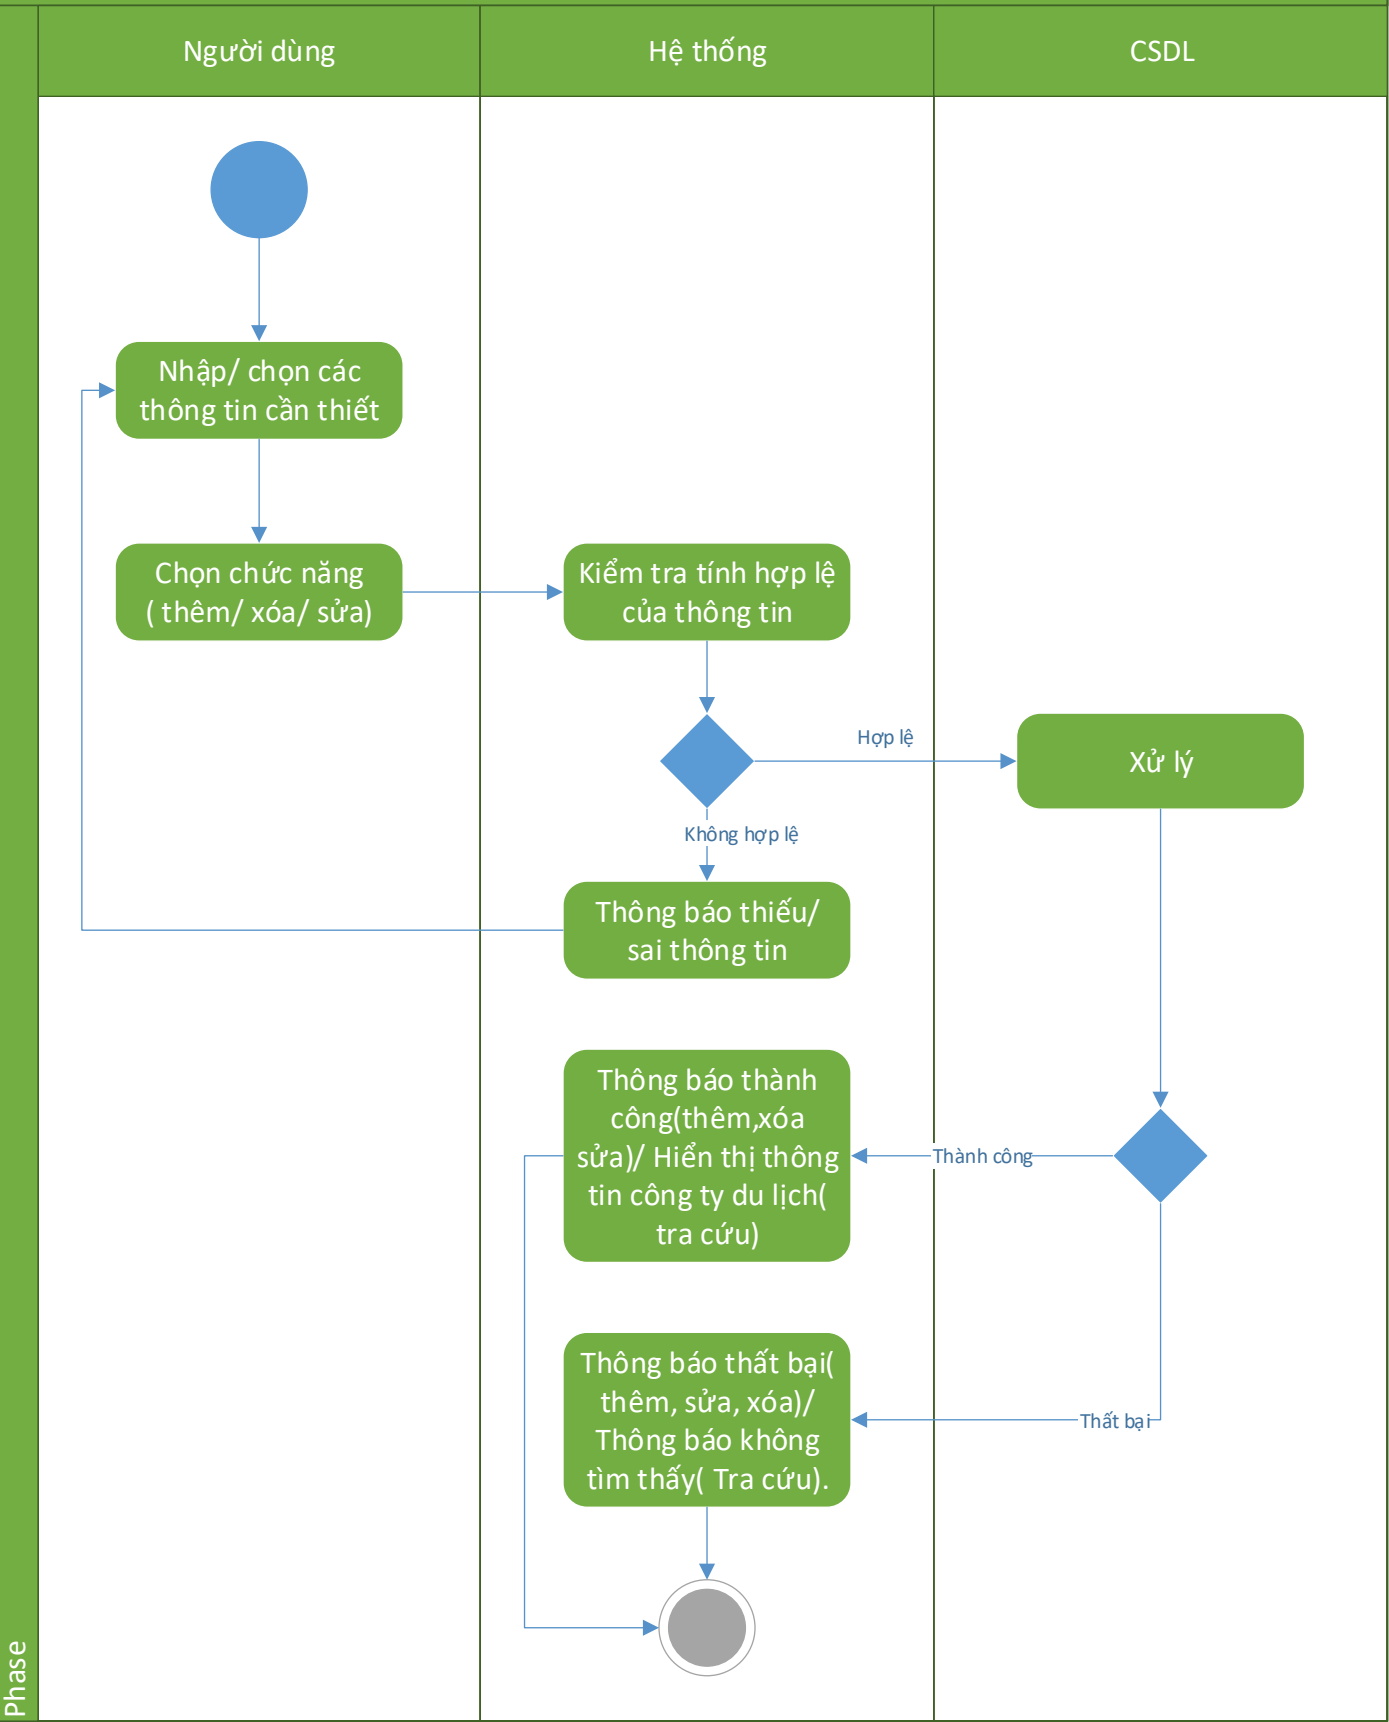 Người dùng
Hệ thống
CSDL
Nhập/ chọn các
thông tin cần thiết
Chọn chức năng
( thêm/ xóa/ sửa)
Kiểm tra tính hợp lệ
của thông tin
Hợp lệ
Xử lý
Không hợp lệ
Thông báo thiếu/
sai thông tin
Thông báo thành
công(thêm,xóa
sửa)/ Hiển thị thông
tin công ty du lịch(
tra cứu)
Thành công
Thông báo thất bại(
thêm, sửa, xóa)/
Thông báo không
tìm thấy( Tra cứu).
Thất bại
Phase